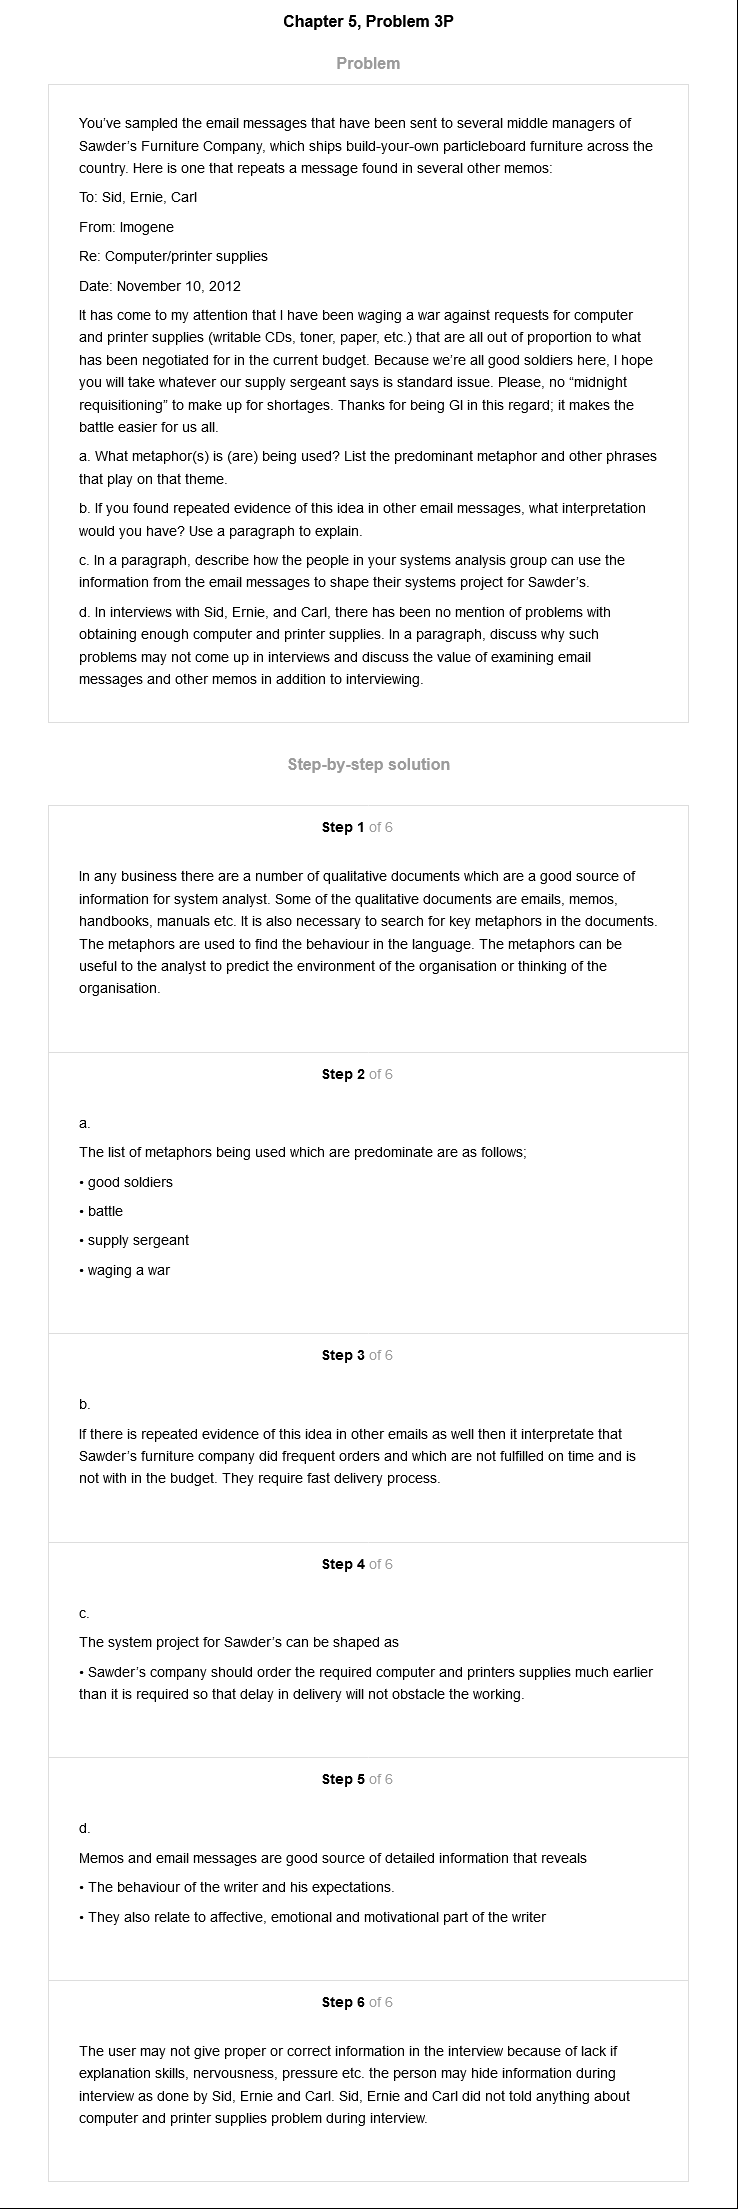 Chapter 5, Problem 3P
Problem
You've sampled the email messages that have been sent to several middle managers of
Sawder's Furniture Company, which ships build-your-own particleboard furniture across the
country. Here is one that repeats a message found in several other memos:
To: Sid, Ernie, Carl
From: Imogene
Re: Computer/printer supplies
Date: November 10, 2012
It has come to my attention that I have been waging a war against requests for computer
and printer supplies (writable CDs, toner, paper, etc.) that are all out of proportion to what
has been negotiated for in the current budget. Because we're all good soldiers here, I hope
you will take whatever our supply sergeant says is standard issue. Please, no “midnight
requisitioning” to make up for shortages. Thanks for being GI in this regard; it makes the
battle easier for us all.
a. What metaphor(s) is (are) being used? List the predominant metaphor and other phrases
that play on that theme.
b. If you found repeated evidence of this idea in other email messages, what interpretation
would you have? Use a paragraph to explain.
c. In a paragraph, describe how the people in your systems analysis group can use the
information from the email messages to shape their systems project for Sawder's.
d. In interviews with Sid, Ernie, and Carl, there has been no mention of problems with
obtaining enough computer and printer supplies. In a paragraph, discuss why such
problems may not come up in interviews and discuss the value of examining email
messages and other memos in addition to interviewing.
Step-by-step solution
Step 1 of 6
In any business there are a number of qualitative documents which are a good source of
information for system analyst. Some of the qualitative documents are emails, memos,
handbooks, manuals etc. It is also necessary to search for key metaphors in the documents.
The metaphors are used to find the behaviour in the language. The metaphors can be
useful to the analyst to predict the environment of the organisation or thinking of the
organisation.
Step 2 of 6
a.
The list of metaphors being used which are predominate are as follows;
• good soldiers
• battle
• supply sergeant
• waging a war
Step 3 of 6
b.
If there is repeated evidence of this idea in other emails as well then it interpretate that
Sawder's furniture company did frequent orders and which are not fulfilled on time and is
not with in the budget. They require fast delivery process.
Step 4 of 6
c.
The system project for Sawder's can be shaped as
• Sawder's company should order the required computer and printers supplies much earlier
than it is required so that delay in delivery will not obstacle the working.
Step 5 of 6
d.
Memos and email messages are good source of detailed information that reveals
• The behaviour of the writer and his expectations.
• They also relate to affective, emotional and motivational part of the writer
Step 6 of 6
The user may not give proper or correct information in the interview because of lack if
explanation skills, nervousness, pressure etc. the person may hide information during
interview as done by Sid, Ernie and Carl. Sid, Ernie and Carl did not told anything about
computer and printer supplies problem during interview.